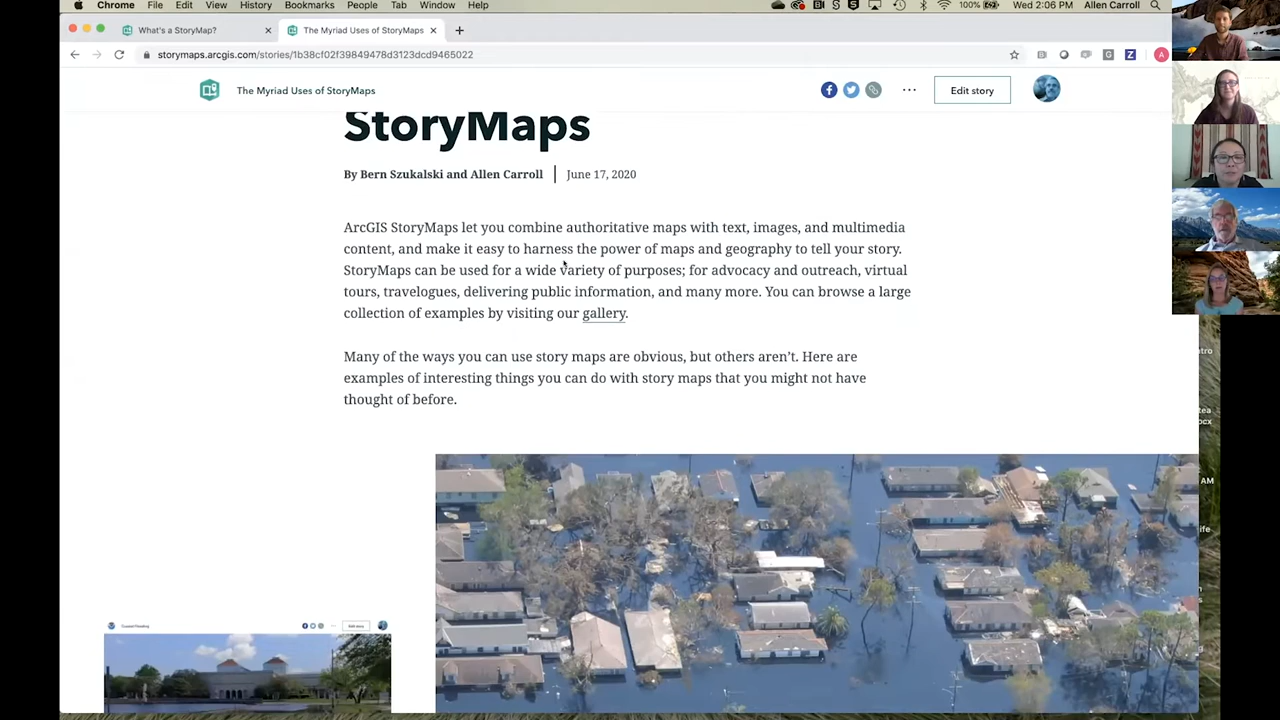 Chrome File Edit View History Bookmarks People Tab Window Help 100% Wed 2:06 PM Allen Carroll
What's a StoryMap? The Myriad Uses of StoryMaps
storymaps.arcgis.com/stories/1b38cf02f39849478d3123dcd9465022
The Myriad Uses of StoryMaps Edit story
StoryMaps
By Bern Szukalski and Allen Carroll June 17, 2020
ArcGIS StoryMaps let you combine authoritative maps with text, images, and multimedia
content, and make it easy to harness the power of maps and geography to tell your story.
StoryMaps can be used for a wide variety of purposes; for advocacy and outreach, virtual
tours, travelogues, delivering public information, and many more. You can browse a large
collection of examples by visiting our gallery.
Many of the ways you can use story maps are obvious, but others aren't. Here are
examples of interesting things you can do with story maps that you might not have
thought of before.
Edit story
AM